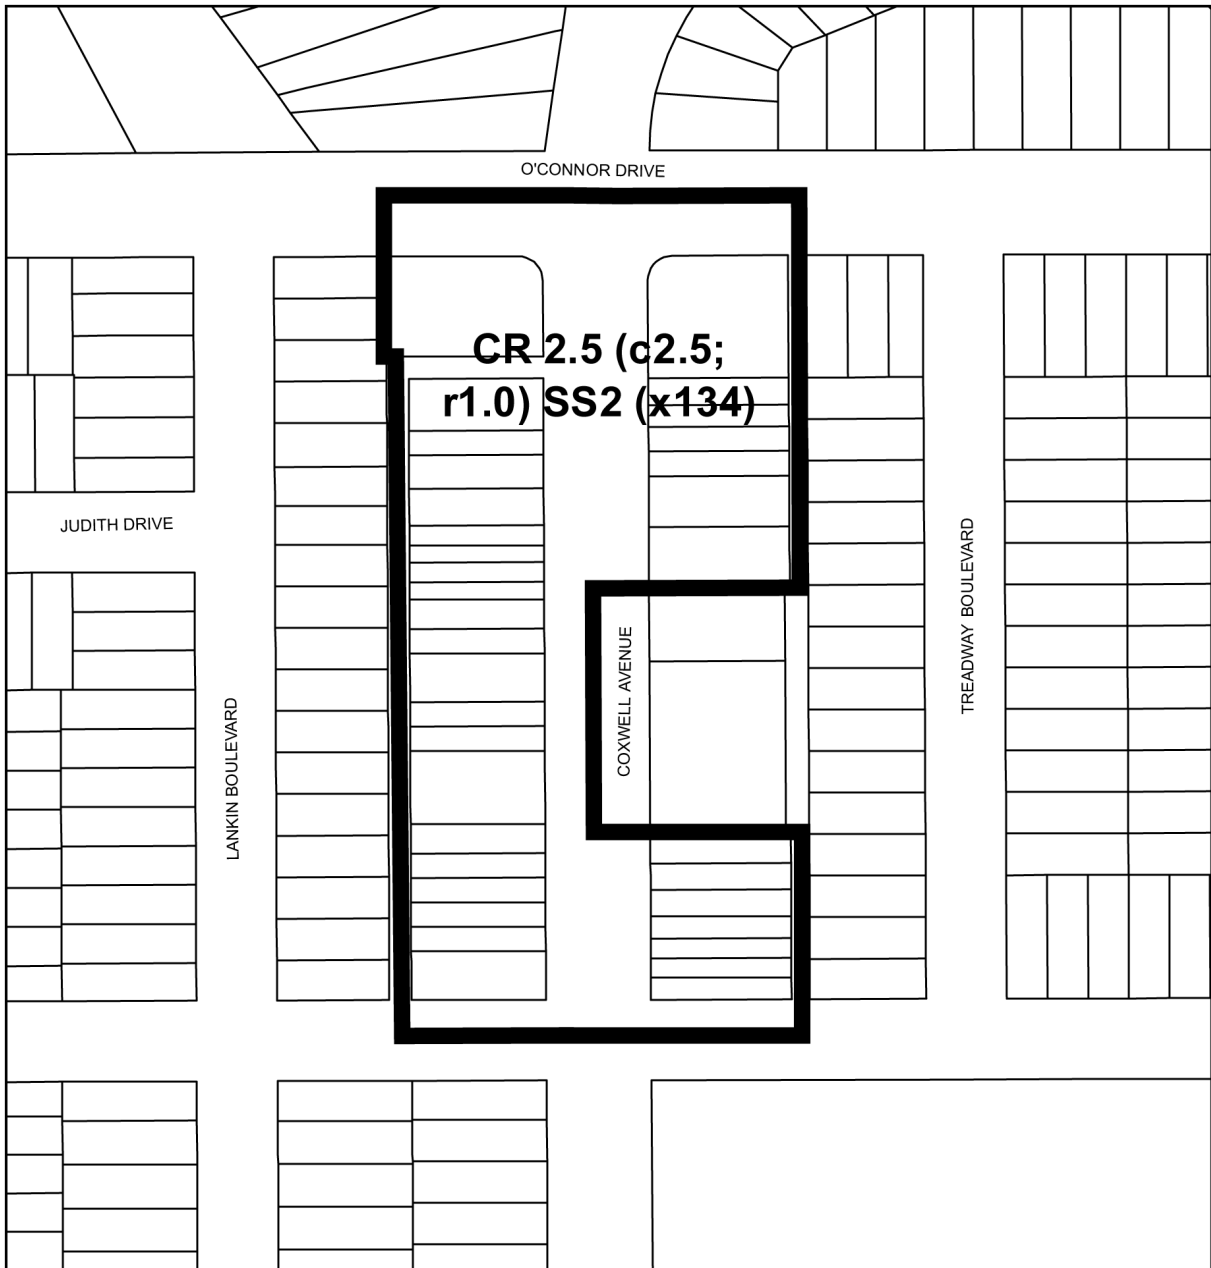 O'CONNOR DRIVE
CR 2.5 (c2.5;
r1.0) SS2 (x134)
JUDITH DRIVE
LANKIN BOULEVARD
COXWELL AVENUE
TREADWAY BOULEVARD